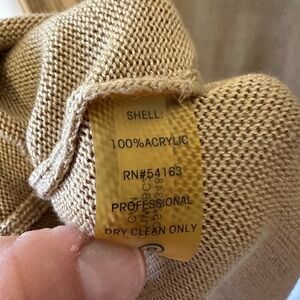 SHELL:
100%ACRYLIC
RN#54163
PROFESSIONAL
DRY CLEAN ONLY